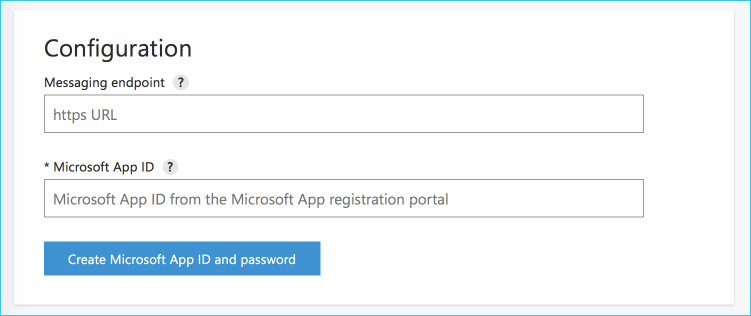 Configuration
Messaging endpoint ?
https URL
* Microsoft App ID ?
Microsoft App ID from the Microsoft App registration portal
Create Microsoft App ID and password